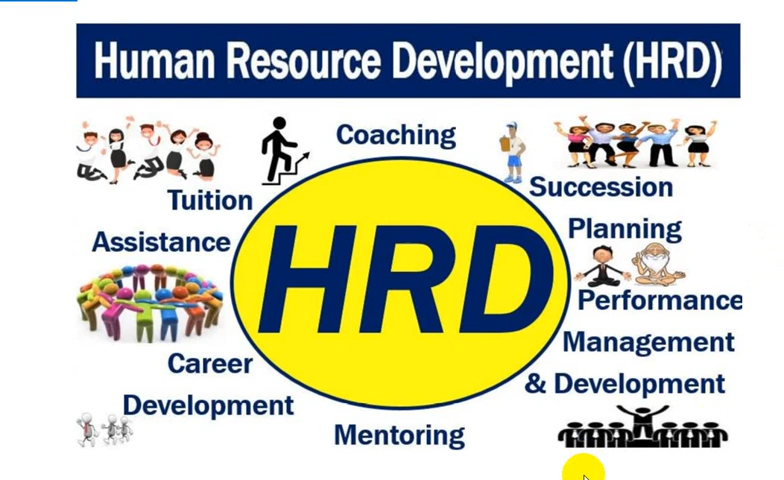 Human Resource Development (HRD)
Coaching
Tuition
Assistance
Succession
Planning
HRD
Performance
Management
& Development
Career
Development
Mentoring